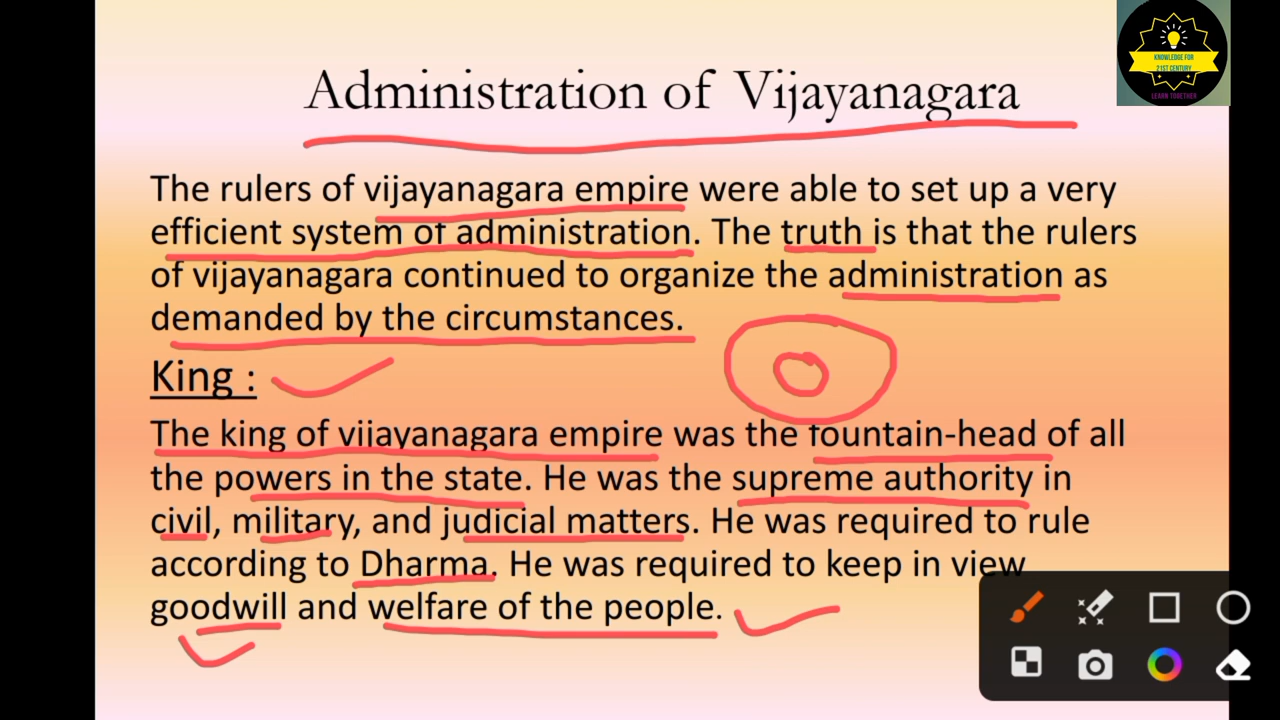 KNOWLEDGE FOR
21ST CENTURY
LEARN TOGETHER
Administration of Vijayanagara
The rulers of vijayanagara empire were able to set up a very
efficient system of administration. The truth is that the rulers
of vijayanagara continued to organize the administration as
demanded by the circumstances.
King :
The king of vijayanagara empire was the fountain-head of all
the powers in the state. He was the supreme authority in
civil, military, and judicial matters. He was required to rule
according to Dharma. He was required to keep in view
goodwill and welfare of the people.